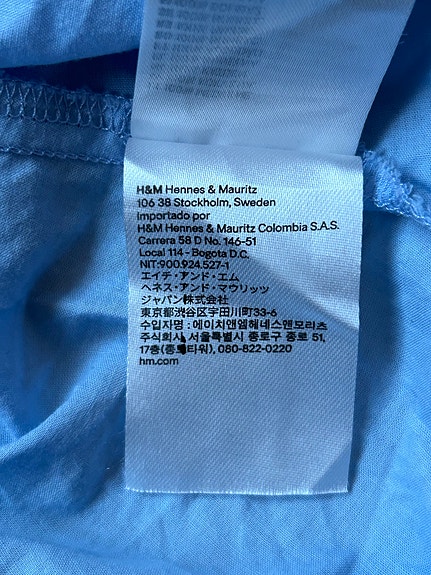 H&M Hennes & Mauritz
106 38 Stockholm, Sweden
Importado por
H&M Hennes & Mauritz Colombia S.A.S.
Carrera 58 D No. 146-51
Local 114 - Bogota D.C.
NIT:900.924.527-1
エイチ・アンド・エム
ヘネス・アンド・マウリッツ
ジャパン株式会社
東京都渋谷区宇田川町33-6
수입자명 : 에이치앤엠헤네스앤모리츠
주식회사, 서울특별시 종로구 종로 51,
17층(종로타워), 080-822-0220
hm.com